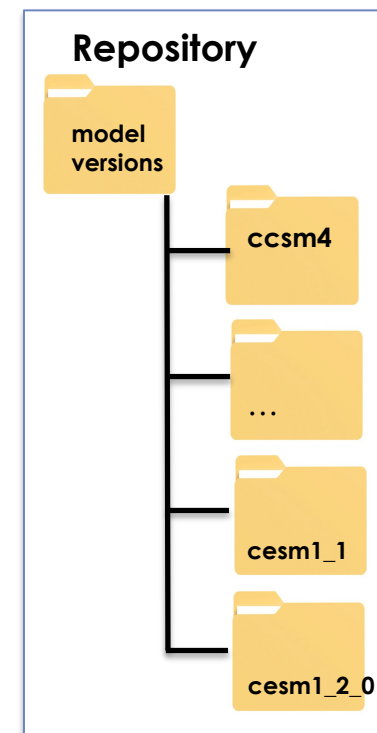 Repository
model
versions
ccsm4
...
cesm1_1
cesm1_2_0